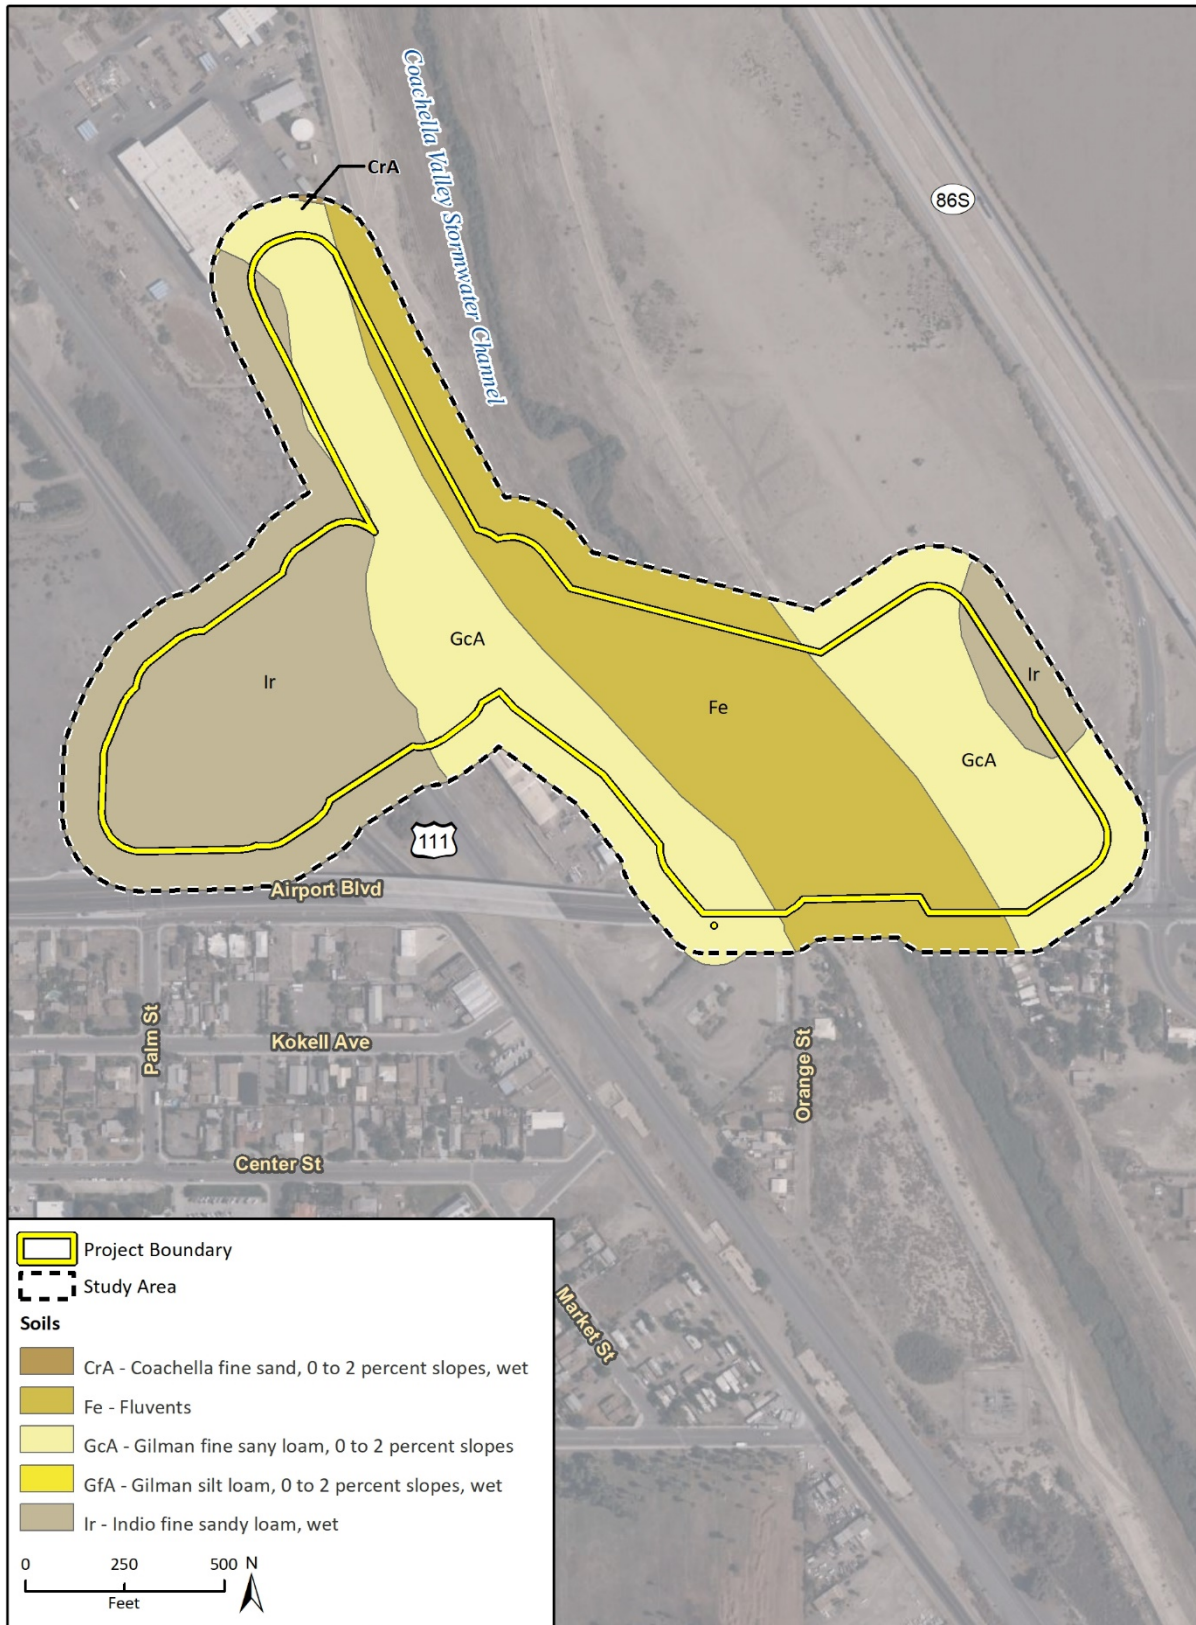 Coachella Valley Stormwater Channel
CrA
86S
GcA
Ir
Fe
Ir
GcA
111
Airport Blvd
Palm St
Kokell Ave
Orange St
Center St
Market St
Project Boundary
Study Area
Soils
CrA - Coachella fine sand, 0 to 2 percent slopes, wet
Fe - Fluvents
GcA - Gilman fine sany loam, 0 to 2 percent slopes
GfA - Gilman silt loam, 0 to 2 percent slopes, wet
Ir - Indio fine sandy loam, wet
0 250 500 N
Feet